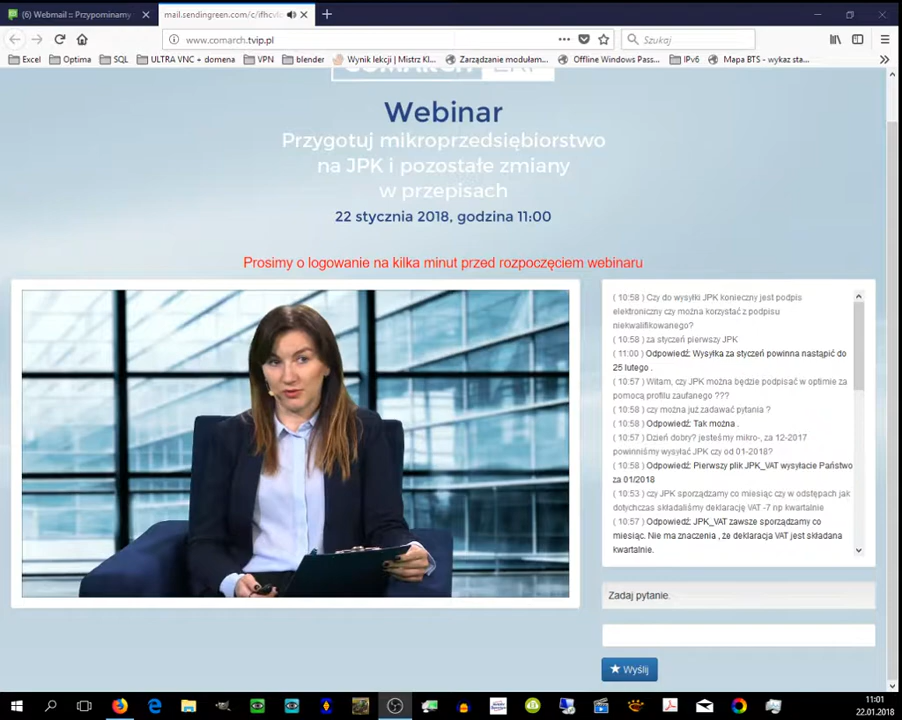 (6) Webmail :: Przypominamy
mail.sendingreen.com/c/ifhcvl
www.comarch.tvip.pl
Szukaj
Excel
Optima
SQL
ULTRA VNC + domena
VPN
blender
Wynik lekcji | Mistrz Kl...
Zarządzanie modułam...
Offline Windows Pass...
IPv6
Mapa BTS - wykaz sta...
COMARCH ERP
Webinar
Przygotuj mikroprzedsiębiorstwo
na JPK i pozostałe zmiany
w przepisach
22 stycznia 2018, godzina 11:00
Prosimy o logowanie na kilka minut przed rozpoczęciem webinaru
( 10:58 ) Czy do wysyłki JPK konieczny jest podpis
elektroniczny czy można korzystać z podpisu
niekwalifikowanego?
( 10:58 ) za styczeń pierwszy JPK
( 11:00 ) Odpowiedź: Wysyłka za styczeń powinna nastąpić do
25 lutego .
( 10:57 ) Witam, czy JPK można będzie podpisać w optimie za
pomocą profilu zaufanego ???
( 10:58 ) czy można już zadawać pytania ?
( 10:58 ) Odpowiedź: Tak można .
( 10:57 ) Dzień dobry? jesteśmy mikro-, za 12-2017
powinniśmy wysyłać JPK czy od 01-2018?
( 10:58 ) Odpowiedź: Pierwszy plik JPK_VAT wysyłacie Państwo
za 01/2018
( 10:53 ) czy JPK sporządzamy co miesiąc czy w odstępach jak
dotychczas składaliśmy deklarację VAT -7 np kwartalnie
( 10:57 ) Odpowiedź: JPK_VAT zawsze sporządzamy co
miesiąc. Nie ma znaczenia , że deklaracja VAT jest składana
kwartalnie.
Zadaj pytanie.
Wyślij
11:01
22.01.2018